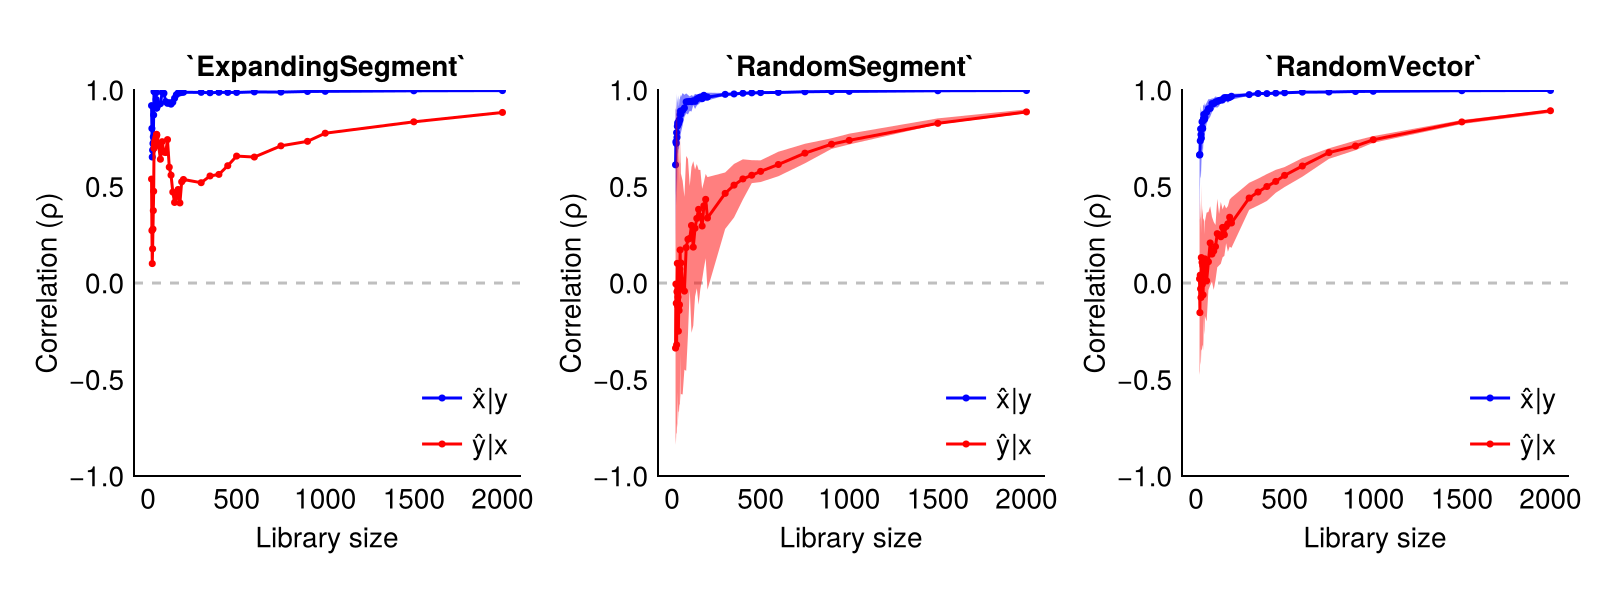 `ExpandingSegment`
1.0
0.5
0.0
−0.5
−1.0
Correlation (ρ)
x̂|y
ŷ|x
0 500 1000 1500 2000
Library size
`RandomSegment`
1.0
0.5
0.0
−0.5
−1.0
Correlation (ρ)
x̂|y
ŷ|x
0 500 1000 1500 2000
Library size
`RandomVector`
1.0
0.5
0.0
−0.5
−1.0
Correlation (ρ)
x̂|y
ŷ|x
0 500 1000 1500 2000
Library size